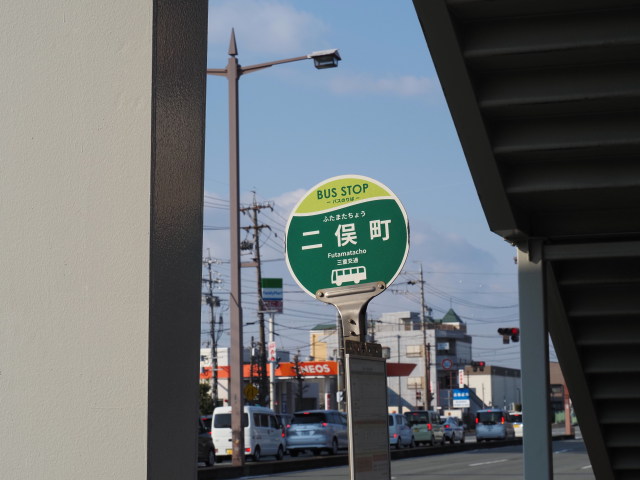 BUS STOP
－ バスのりば －
ふたまたちょう
二俣町
Futamatacho
三重交通
ENEOS